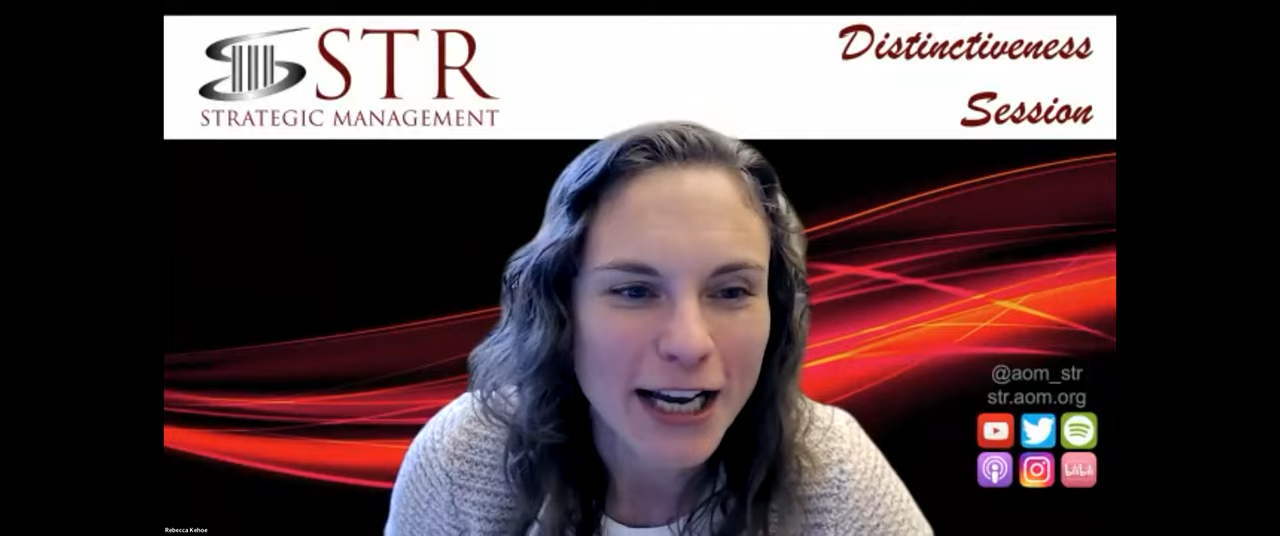 STR
STRATEGIC MANAGEMENT
Distinctiveness
Session
@aom_str
str.aom.org
Rebecca Kehoe